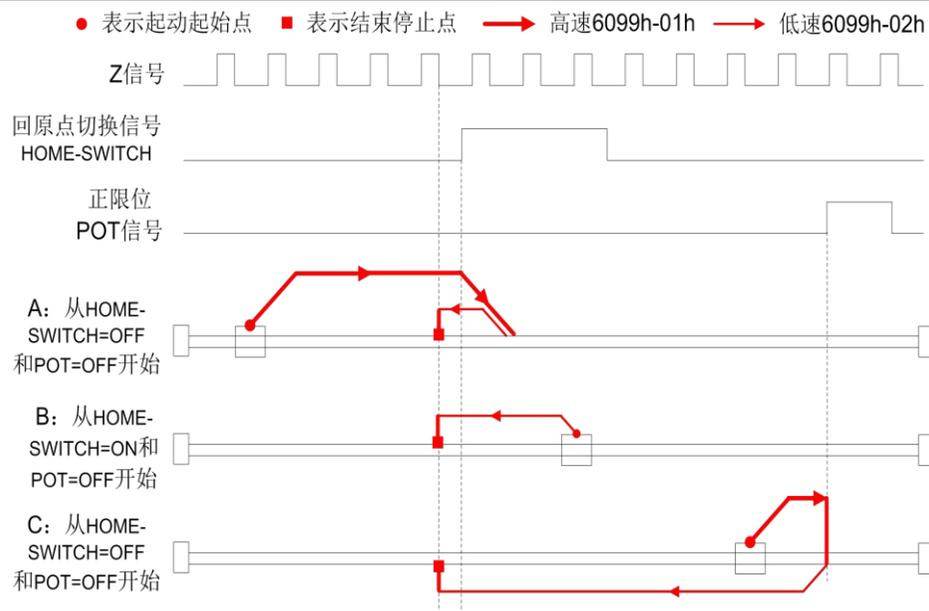 表示起动起始点 表示结束停止点 高速6099h-01h 低速6099h-02h
Z信号
回原点切换信号
HOME-SWITCH
正限位
POT信号
A：从HOME-
SWITCH=OFF
和POT=OFF开始
B：从HOME-
SWITCH=ON和
POT=OFF开始
C：从HOME-
SWITCH=OFF
和POT=OFF开始